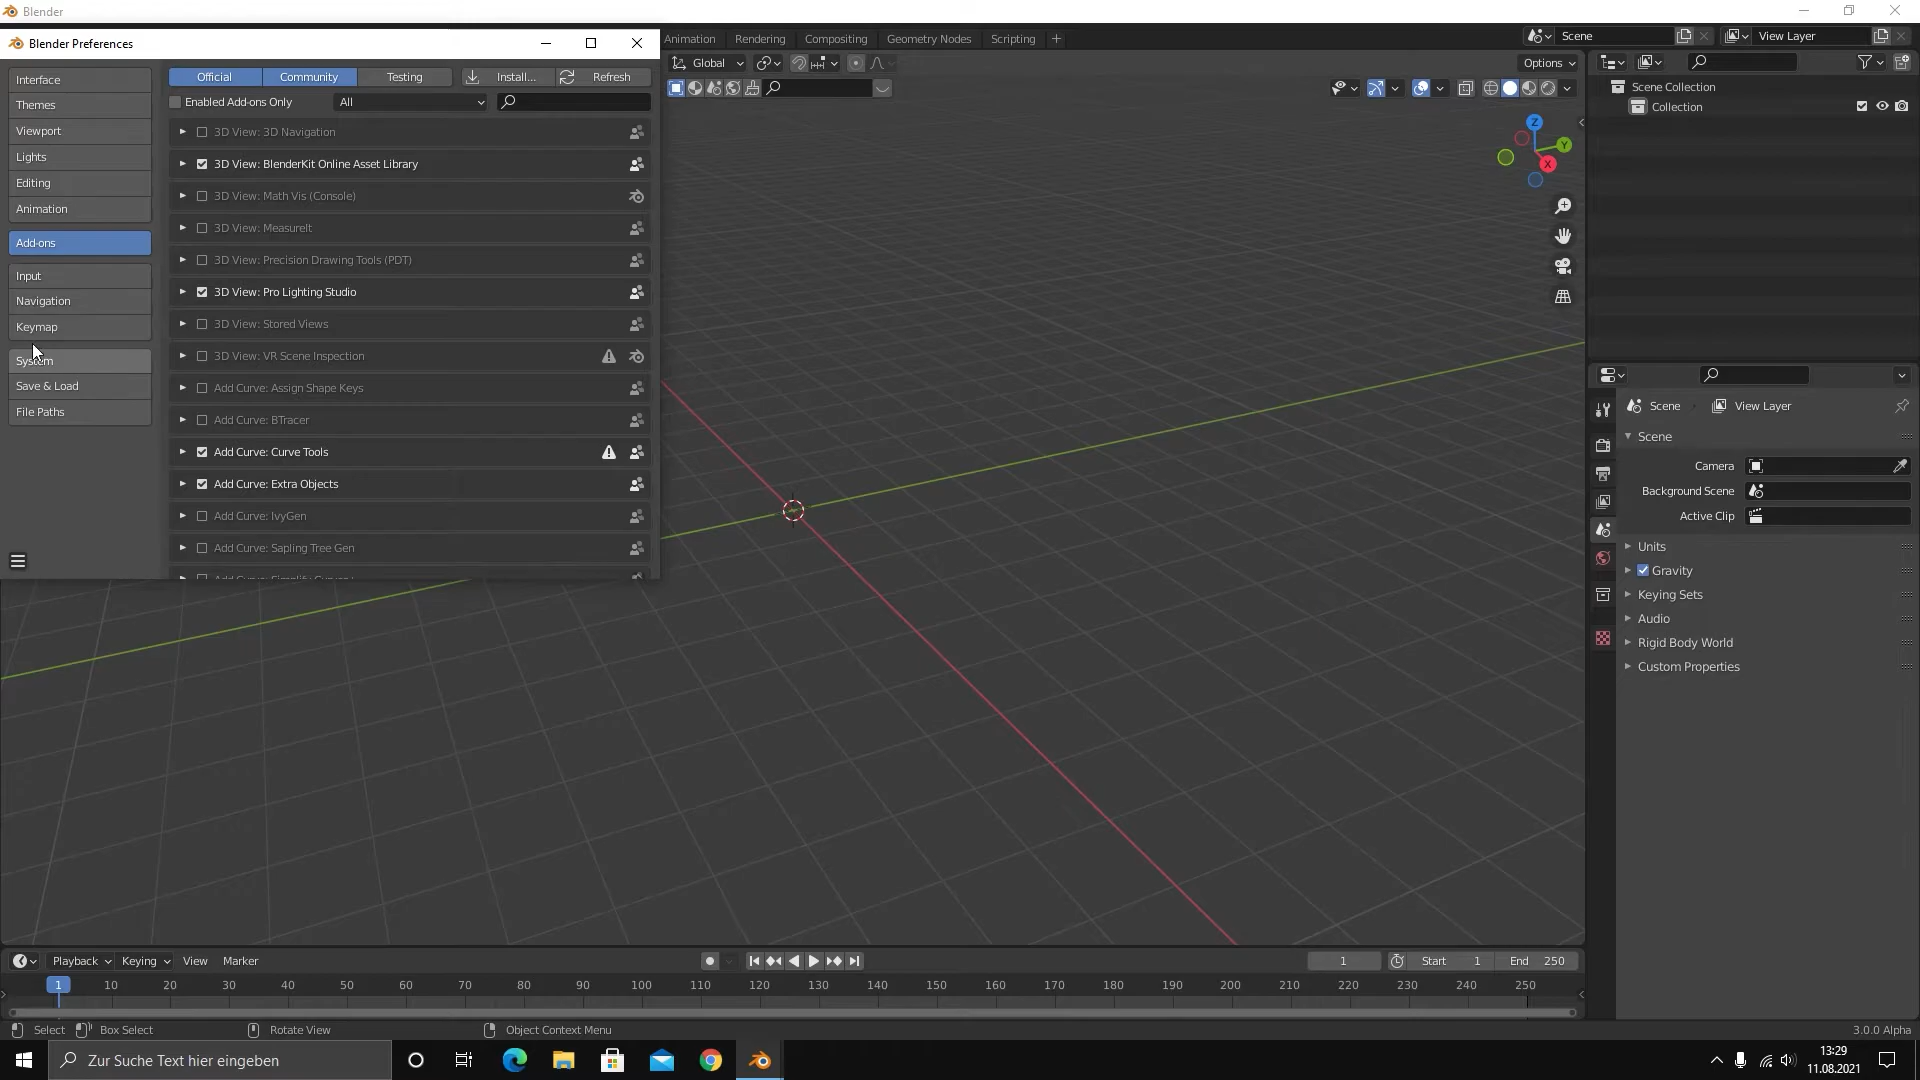 Blender
Blender Preferences
Animation Rendering Compositing Geometry Nodes Scripting
Scene View Layer
Interface
Themes
Viewport
Lights
Editing
Animation
Add-ons
Input
Navigation
Keymap
System
Save & Load
File Paths
Official Community Testing Install... Refresh
Enabled Add-ons Only All
3D View: 3D Navigation
3D View: BlenderKit Online Asset Library
3D View: Math Vis (Console)
3D View: MeasureIt
3D View: Precision Drawing Tools (PDT)
3D View: Pro Lighting Studio
3D View: Stored Views
3D View: VR Scene Inspection
Add Curve: Assign Shape Keys
Add Curve: BTracer
Add Curve: Curve Tools
Add Curve: Extra Objects
Add Curve: IvyGen
Add Curve: Sapling Tree Gen
Global
Options
Z
Y
X
Scene Collection
Collection
Scene View Layer
Scene
Camera
Background Scene
Active Clip
Units
Gravity
Keying Sets
Audio
Rigid Body World
Custom Properties
Playback Keying View Marker
1 Start 1 End 250
1 10 20 30 40 50 60 70 80 90 100 110 120 130 140 150 160 170 180 190 200 210 220 230 240 250
Select Box Select Rotate View Object Context Menu
3.0.0 Alpha
Zur Suche Text hier eingeben
13:29
11.08.2021